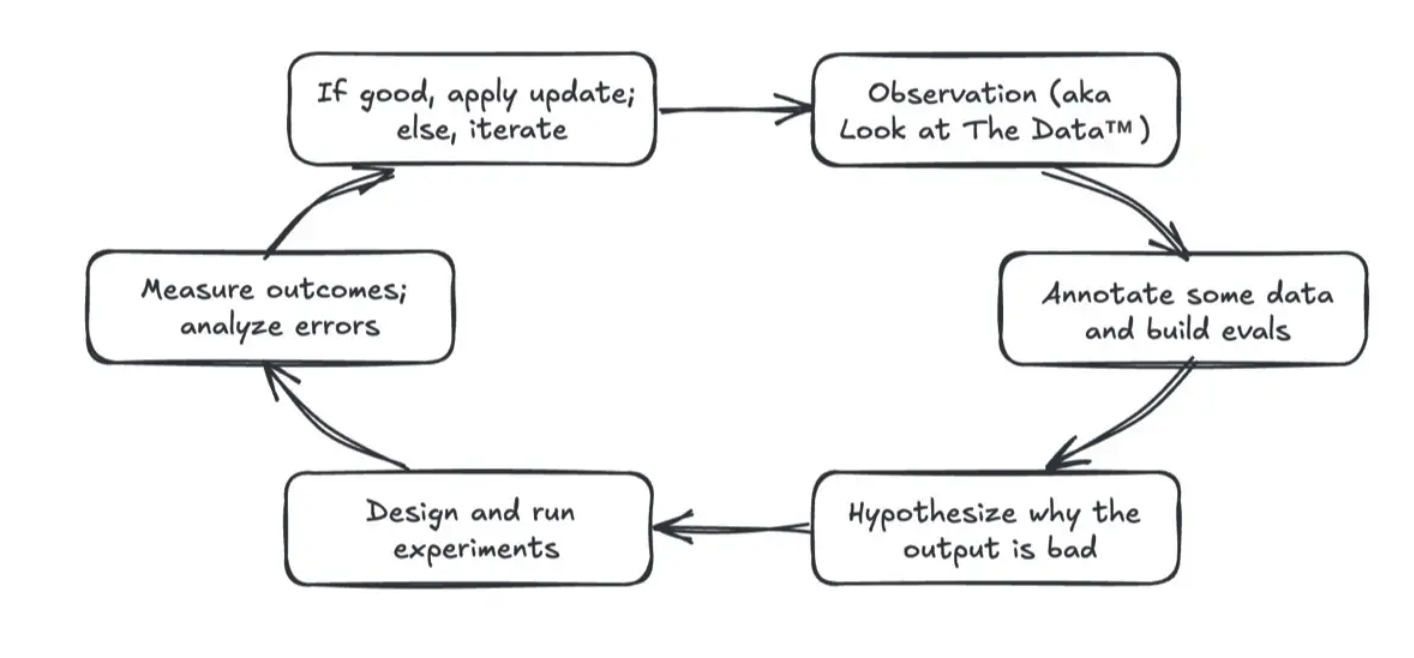 If good, apply update;
else, iterate
Observation (aka
Look at The Data™)
Measure outcomes;
analyze errors
Annotate some data
and build evals
Design and run
experiments
Hypothesize why the
output is bad